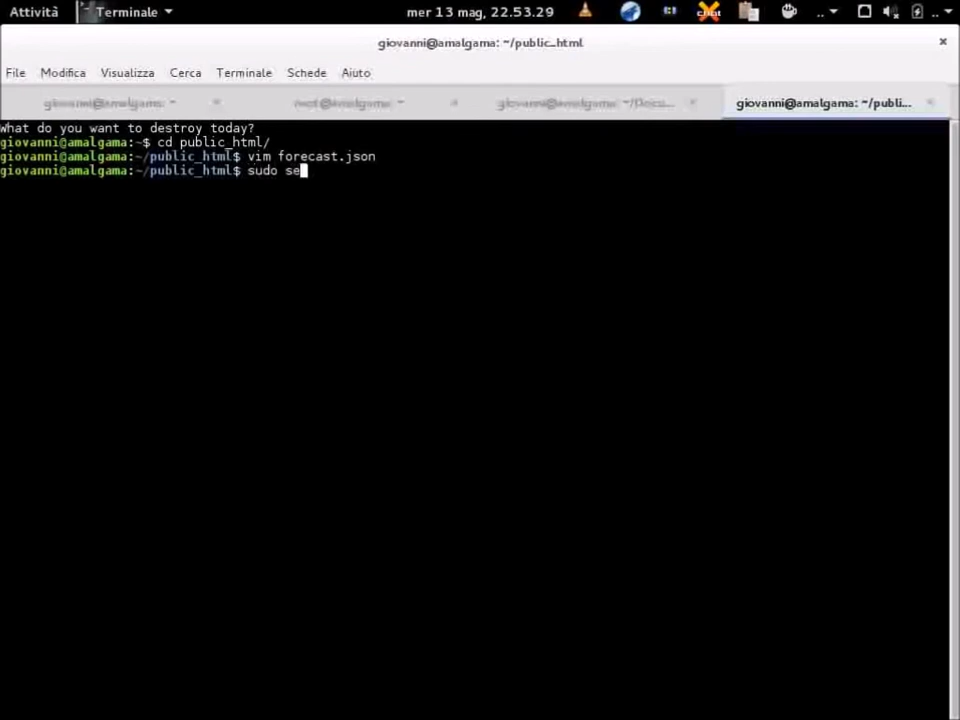 Attività Terminale mer 13 mag, 22.53.29
giovanni@amalgama: ~/public_html
File Modifica Visualizza Cerca Terminale Schede Aiuto
giovanni@amalgama: ~ root@amalgama: ~ giovanni@amalgama: ~/Docu... giovanni@amalgama: ~/publi...
What do you want to destroy today?
giovanni@amalgama:~$ cd public_html/
giovanni@amalgama:~/public_html$ vim forecast.json
giovanni@amalgama:~/public_html$ sudo se